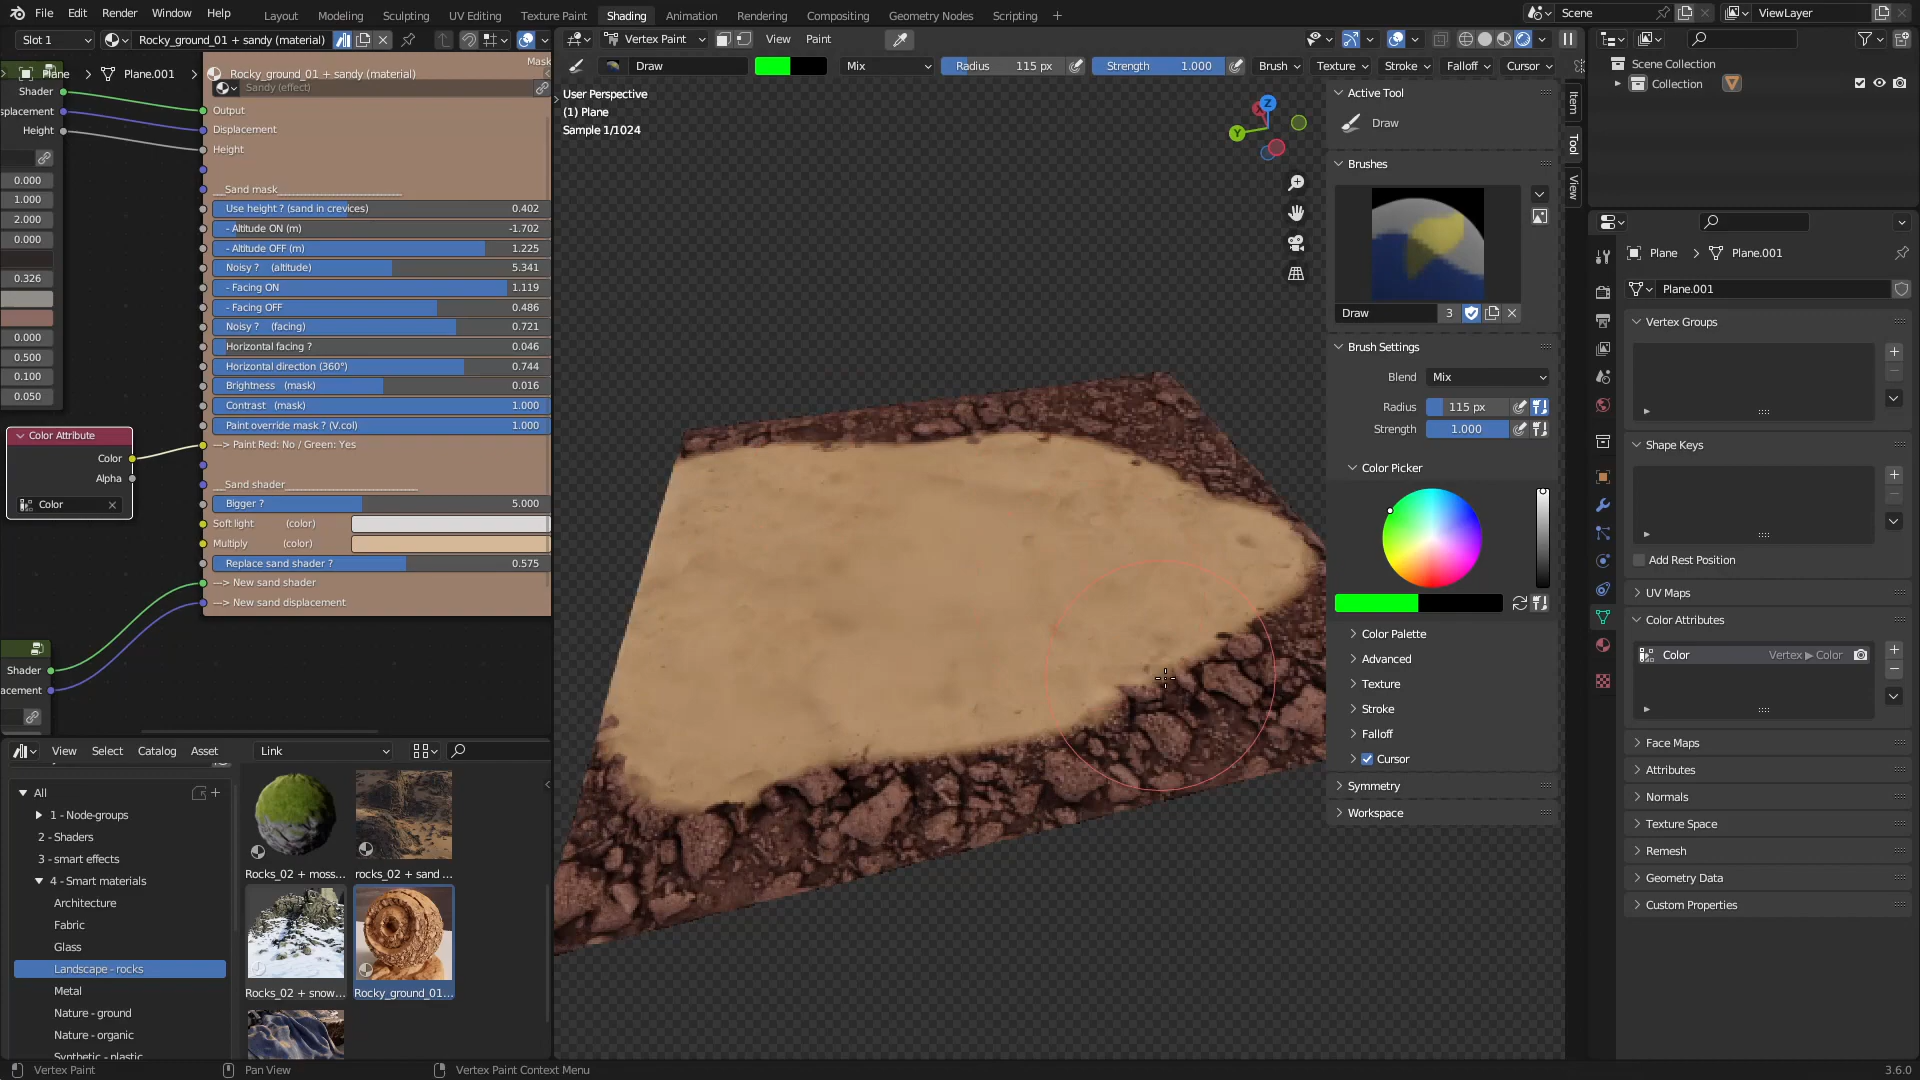 File Edit Render Window Help
Layout Modeling Sculpting UV Editing Texture Paint Shading Animation Rendering Compositing Geometry Nodes Scripting +
Scene
ViewLayer
Slot 1
Rocky_ground_01 + sandy (material)
Plane > Plane.001 > Rocky_ground_01 + sandy (material)
Mask
Sandy (effect)
Shader
splacement
Height
Output
Displacement
Height
0.000
1.000
2.000
0.000
0.326
0.000
0.500
0.100
0.050
__Sand mask____________________________
Use height ? (sand in crevices) 0.402
- Altitude ON (m) -1.702
- Altitude OFF (m) 1.225
Noisy ? (altitude) 5.341
- Facing ON 1.119
- Facing OFF 0.486
Noisy ? (facing) 0.721
Horizontal facing ? 0.046
Horizontal direction (360°) 0.744
Brightness (mask) 0.016
Contrast (mask) 1.000
Paint override mask ? (V.col) 1.000
---> Paint Red: No / Green: Yes
Color Attribute
Color
Alpha
Color
__Sand shader______________________________
Bigger ? 5.000
Soft light (color)
Multiply (color)
Replace sand shader ? 0.575
---> New sand shader
---> New sand displacement
Shader
acement
View Select Catalog Asset Link
All
1 - Node-groups
2 - Shaders
3 - smart effects
4 - Smart materials
Architecture
Fabric
Glass
Landscape - rocks
Metal
Nature - ground
Nature - organic
Synthetic - plastic
Rocks_02 + moss...
rocks_02 + sand ...
Rocks_02 + snow...
Rocky_ground_01...
Vertex Paint View Paint
Draw Mix Radius 115 px Strength 1.000 Brush Texture Stroke Falloff Cursor
User Perspective
(1) Plane
Sample 1/1024
Z
X
Y
Item
Tool
View
Active Tool
Draw
Brushes
Draw 3
Brush Settings
Blend Mix
Radius 115 px
Strength 1.000
Color Picker
Color Palette
Advanced
Texture
Stroke
Falloff
Cursor
Symmetry
Workspace
Scene Collection
Collection
Plane > Plane.001
Plane.001
Vertex Groups
Shape Keys
Add Rest Position
UV Maps
Color Attributes
Color Vertex ▸ Color
Face Maps
Attributes
Normals
Texture Space
Remesh
Geometry Data
Custom Properties
Vertex Paint
Pan View
Vertex Paint Context Menu
3.6.0